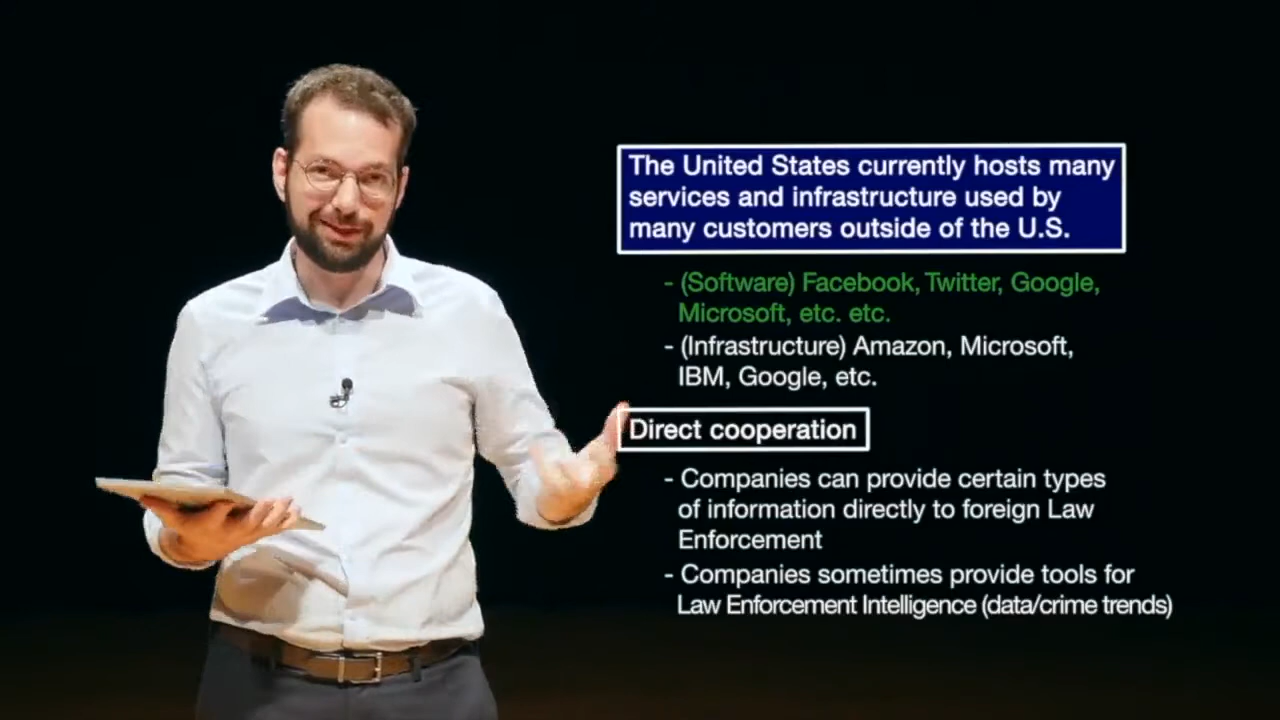 The United States currently hosts many
services and infrastructure used by
many customers outside of the U.S.
- (Software) Facebook, Twitter, Google,
Microsoft, etc. etc.
- (Infrastructure) Amazon, Microsoft,
IBM, Google, etc.
Direct cooperation
- Companies can provide certain types
of information directly to foreign Law
Enforcement
- Companies sometimes provide tools for
Law Enforcement Intelligence (data/crime trends)